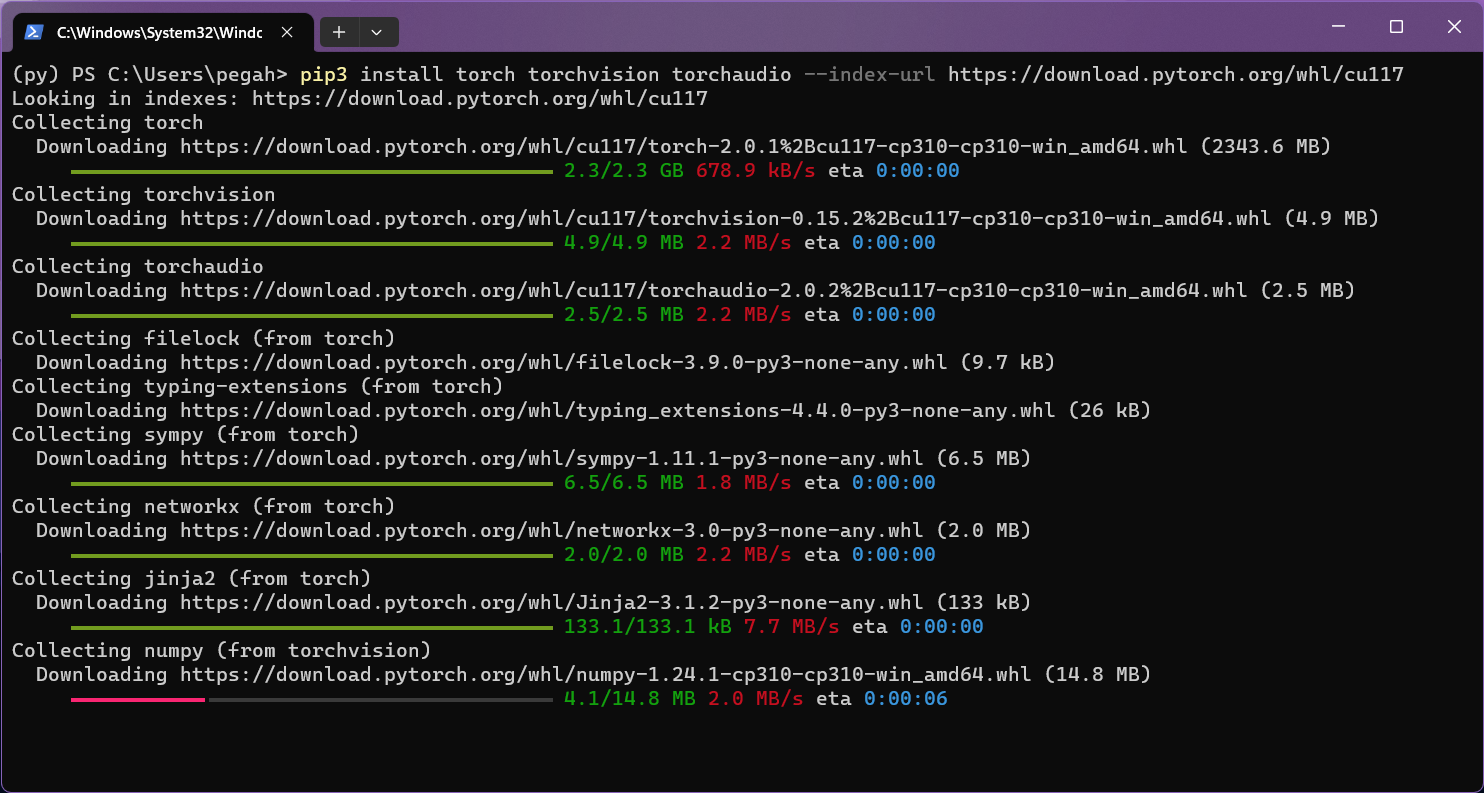 C:\Windows\System32\Windc
(py) PS C:\Users\pegah> pip3 install torch torchvision torchaudio --index-url https://download.pytorch.org/whl/cu117
Looking in indexes: https://download.pytorch.org/whl/cu117
Collecting torch
  Downloading https://download.pytorch.org/whl/cu117/torch-2.0.1%2Bcu117-cp310-cp310-win_amd64.whl (2343.6 MB)
2.3/2.3 GB 678.9 kB/s eta 0:00:00
Collecting torchvision
  Downloading https://download.pytorch.org/whl/cu117/torchvision-0.15.2%2Bcu117-cp310-cp310-win_amd64.whl (4.9 MB)
4.9/4.9 MB 2.2 MB/s eta 0:00:00
Collecting torchaudio
  Downloading https://download.pytorch.org/whl/cu117/torchaudio-2.0.2%2Bcu117-cp310-cp310-win_amd64.whl (2.5 MB)
2.5/2.5 MB 2.2 MB/s eta 0:00:00
Collecting filelock (from torch)
  Downloading https://download.pytorch.org/whl/filelock-3.9.0-py3-none-any.whl (9.7 kB)
Collecting typing-extensions (from torch)
  Downloading https://download.pytorch.org/whl/typing_extensions-4.4.0-py3-none-any.whl (26 kB)
Collecting sympy (from torch)
  Downloading https://download.pytorch.org/whl/sympy-1.11.1-py3-none-any.whl (6.5 MB)
6.5/6.5 MB 1.8 MB/s eta 0:00:00
Collecting networkx (from torch)
  Downloading https://download.pytorch.org/whl/networkx-3.0-py3-none-any.whl (2.0 MB)
2.0/2.0 MB 2.2 MB/s eta 0:00:00
Collecting jinja2 (from torch)
  Downloading https://download.pytorch.org/whl/Jinja2-3.1.2-py3-none-any.whl (133 kB)
133.1/133.1 kB 7.7 MB/s eta 0:00:00
Collecting numpy (from torchvision)
  Downloading https://download.pytorch.org/whl/numpy-1.24.1-cp310-cp310-win_amd64.whl (14.8 MB)
4.1/14.8 MB 2.0 MB/s eta 0:00:06